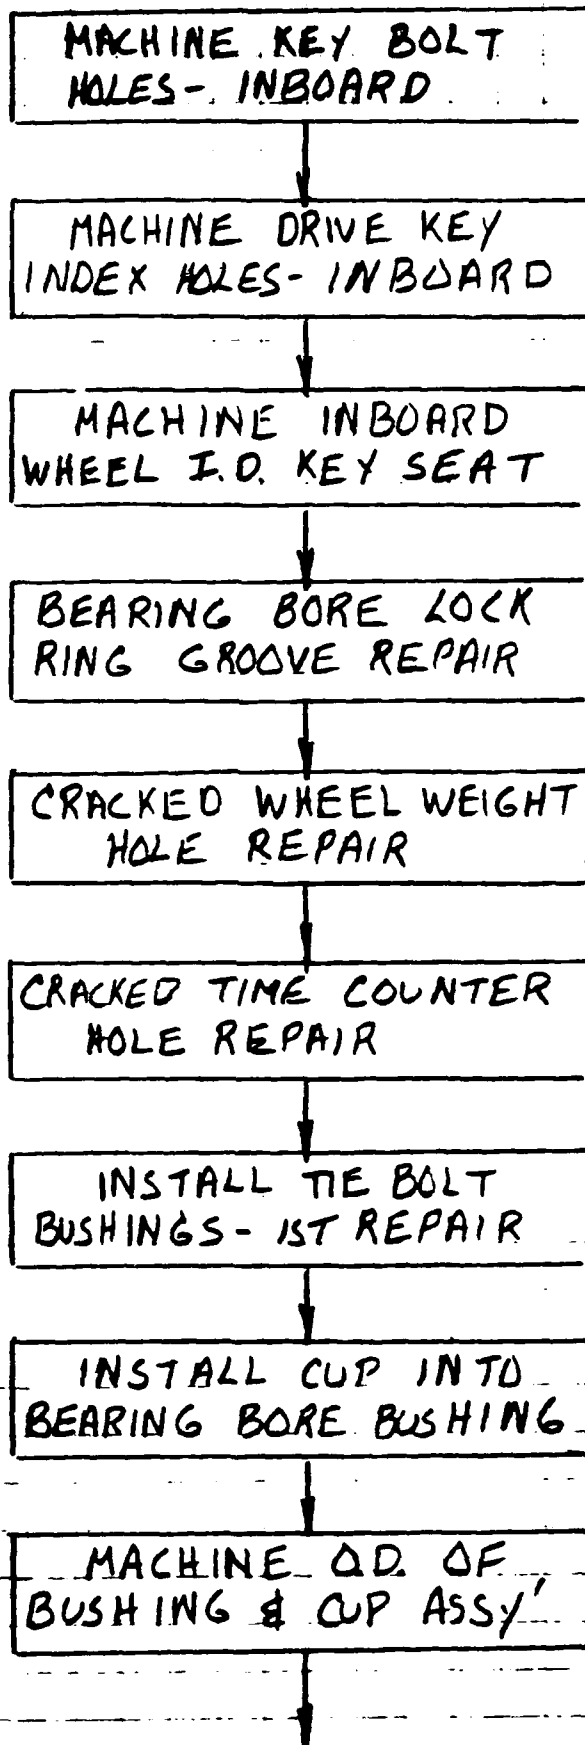 MACHINE KEY BOLT
HOLES - INBOARD
MACHINE DRIVE KEY
INDEX HOLES - INBOARD
MACHINE INBOARD
WHEEL I.D. KEY SEAT
BEARING BORE LOCK
RING GROOVE REPAIR
CRACKED WHEEL WEIGHT
HOLE REPAIR
CRACKED TIME COUNTER
HOLE REPAIR
INSTALL TIE BOLT
BUSHINGS - 1ST REPAIR
INSTALL CUP INTO
BEARING BORE BUSHING
MACHINE O.D. OF
BUSHING & CUP ASSY'